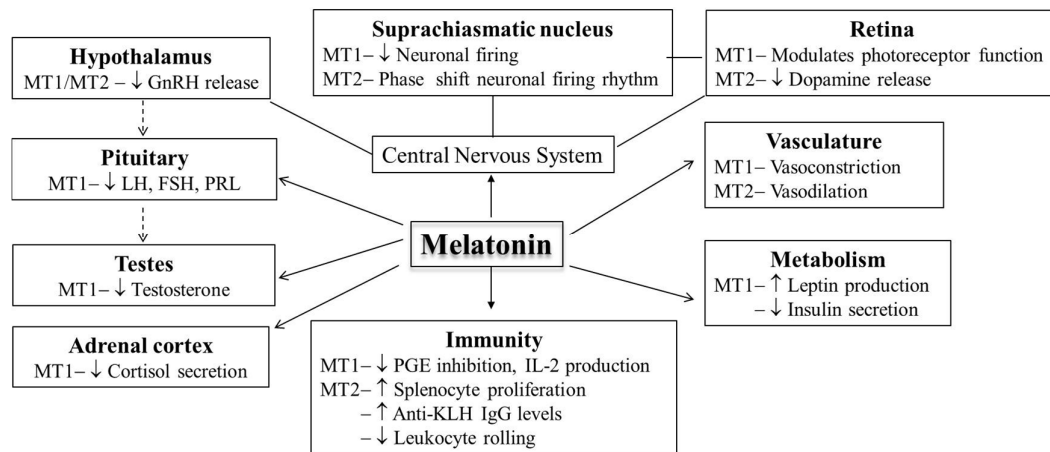 Hypothalamus
MT1/MT2 – ↓ GnRH release
Suprachiasmatic nucleus
MT1– ↓ Neuronal firing
MT2– Phase shift neuronal firing rhythm
Retina
MT1– Modulates photoreceptor function
MT2– ↓ Dopamine release
Pituitary
MT1– ↓ LH, FSH, PRL
Central Nervous System
Vasculature
MT1– Vasoconstriction
MT2– Vasodilation
Melatonin
Testes
MT1– ↓ Testosterone
Metabolism
MT1– ↑ Leptin production
– ↓ Insulin secretion
Adrenal cortex
MT1– ↓ Cortisol secretion
Immunity
MT1– ↓ PGE inhibition, IL-2 production
MT2– ↑ Splenocyte proliferation
– ↑ Anti-KLH IgG levels
– ↓ Leukocyte rolling